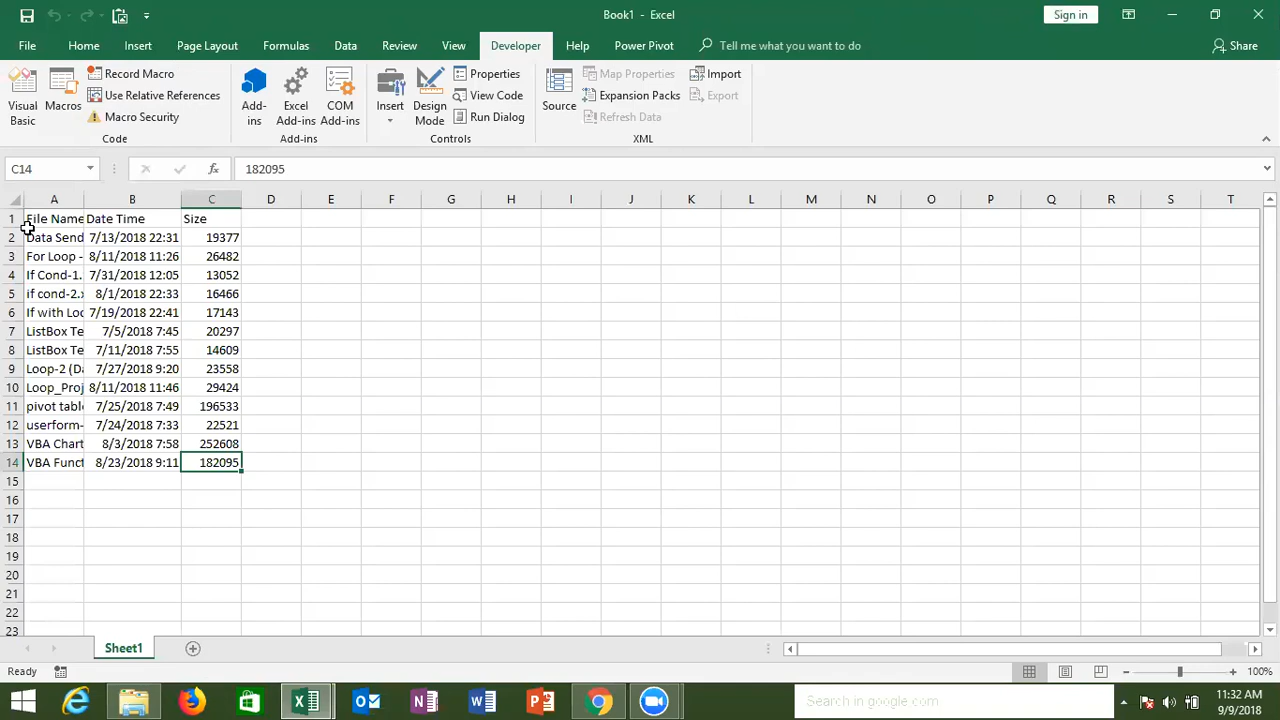 Book1 - Excel
Sign in
File Home Insert Page Layout Formulas Data Review View Developer Help Power Pivot Tell me what you want to do Share
Visual Basic
Macros
Record Macro
Use Relative References
Macro Security
Code
Add-ins
Excel Add-ins
COM Add-ins
Add-ins
Insert
Design Mode
Properties
View Code
Run Dialog
Controls
Source
Map Properties
Expansion Packs
Refresh Data
Import
Export
XML
C14 fx 182095
A B C D E F G H I J K L M N O P Q R S T
1 File Name Date Time Size
2 Data Send 7/13/2018 22:31 19377
3 For Loop - 8/11/2018 11:26 26482
4 If Cond-1. 7/31/2018 12:05 13052
5 if cond-2.x 8/1/2018 22:33 16466
6 If with Loo 7/19/2018 22:41 17143
7 ListBox Te 7/5/2018 7:45 20297
8 ListBox Te 7/11/2018 7:55 14609
9 Loop-2 (Da 7/27/2018 9:20 23558
10 Loop_Proj 8/11/2018 11:46 29424
11 pivot table 7/25/2018 7:49 196533
12 userform- 7/24/2018 7:33 22521
13 VBA Chart 8/3/2018 7:58 252608
14 VBA Funct 8/23/2018 9:11 182095
15
16
17
18
19
20
21
22
23
Sheet1
Ready
100%
Search in google.com
11:32 AM
9/9/2018